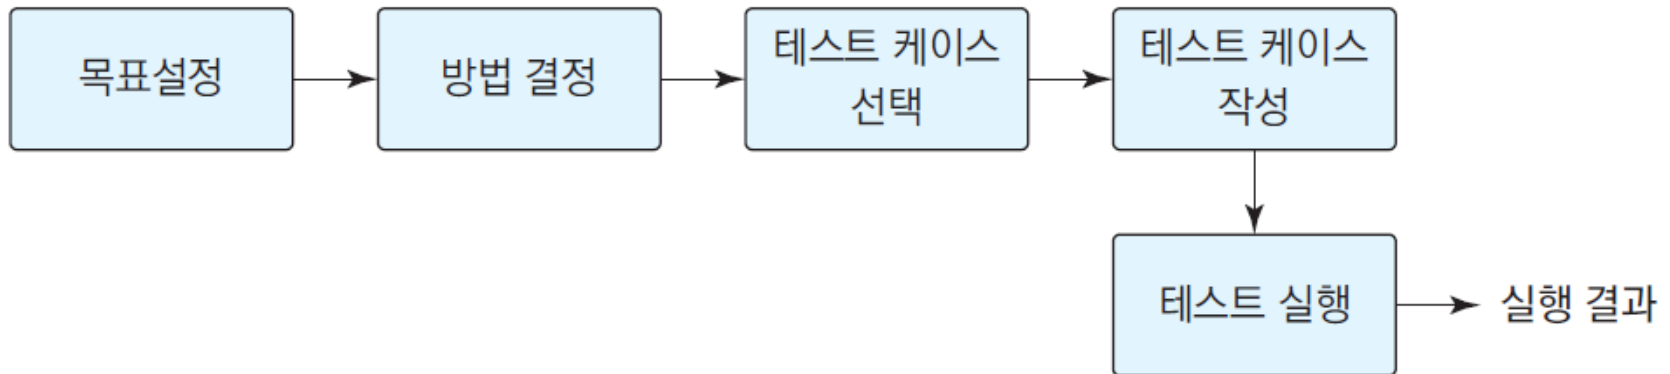 목표설정
방법 결정
테스트 케이스
선택
테스트 케이스
작성
테스트 실행
실행 결과